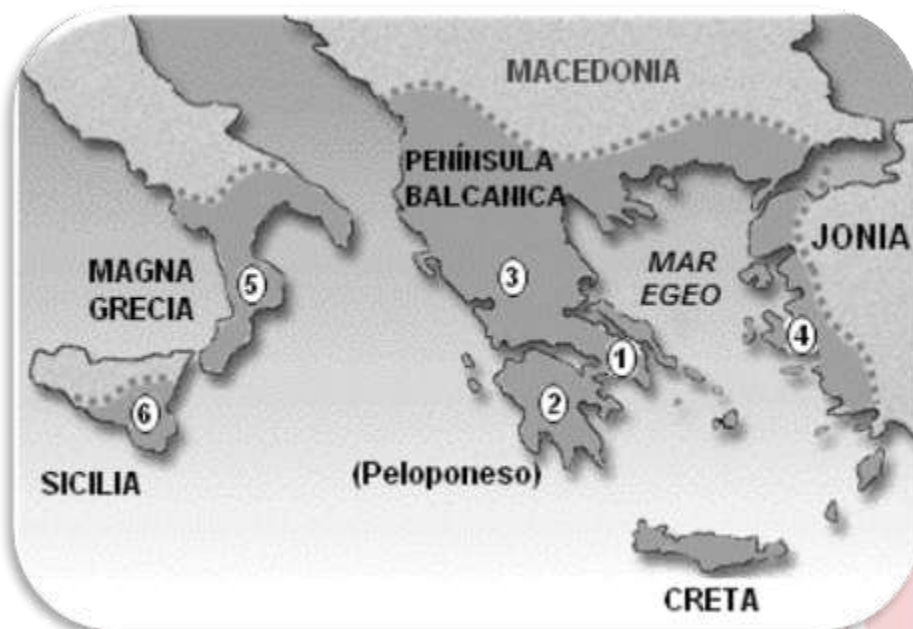 MACEDONIA
PENÍNSULA
BALCANICA
JONIA
MAR
EGEO
MAGNA
GRECIA
5
3
4
1
2
6
SICILIA
(Peloponeso)
CRETA